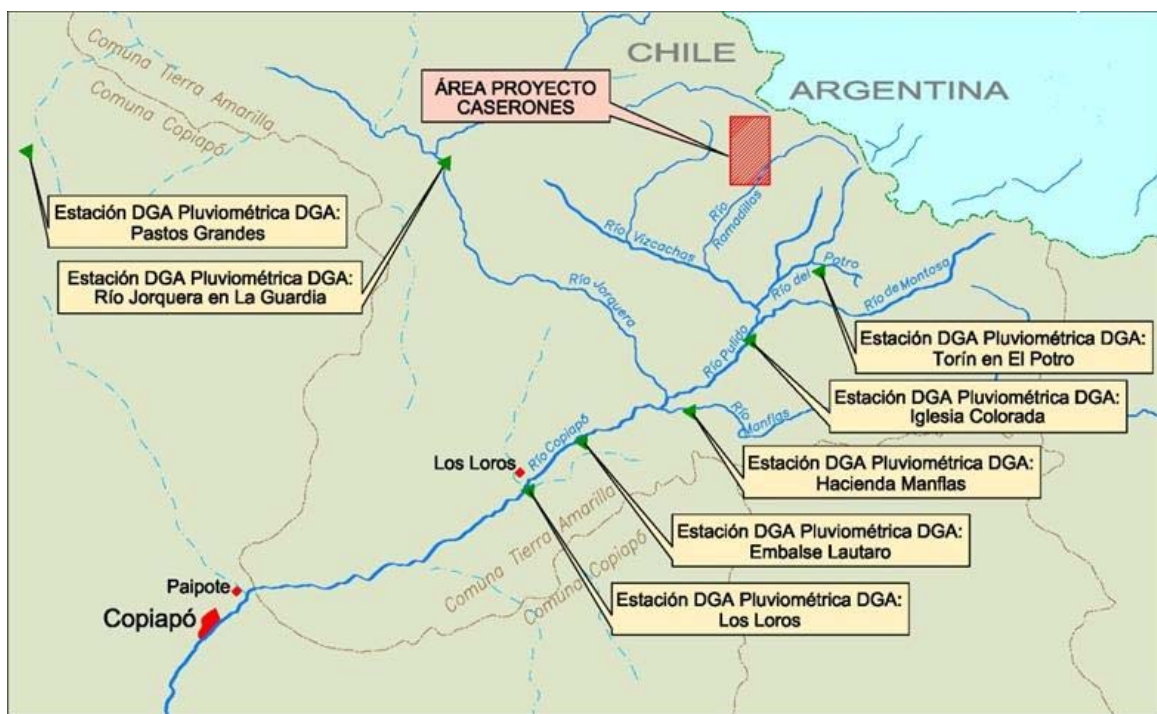 CHILE
ARGENTINA
ÁREA PROYECTO
CASERONES
Comuna Tierra Amarilla
Comuna Copiapó
Estación DGA Pluviométrica DGA:
Pastos Grandes
Estación DGA Pluviométrica DGA:
Río Jorquera en La Guardia
Río
Ramadillas
Río Vizcachas
Río del Potro
Río de Montosa
Río Jorquera
Río Pulido
Estación DGA Pluviométrica DGA:
Torín en El Potro
Estación DGA Pluviométrica DGA:
Iglesia Colorada
Río
Manflas
Estación DGA Pluviométrica DGA:
Hacienda Manflas
Los Loros
Río Copiapó
Comuna Tierra Amarilla
Comuna Copiapó
Estación DGA Pluviométrica DGA:
Embalse Lautaro
Paipote
Copiapó
Estación DGA Pluviométrica DGA:
Los Loros